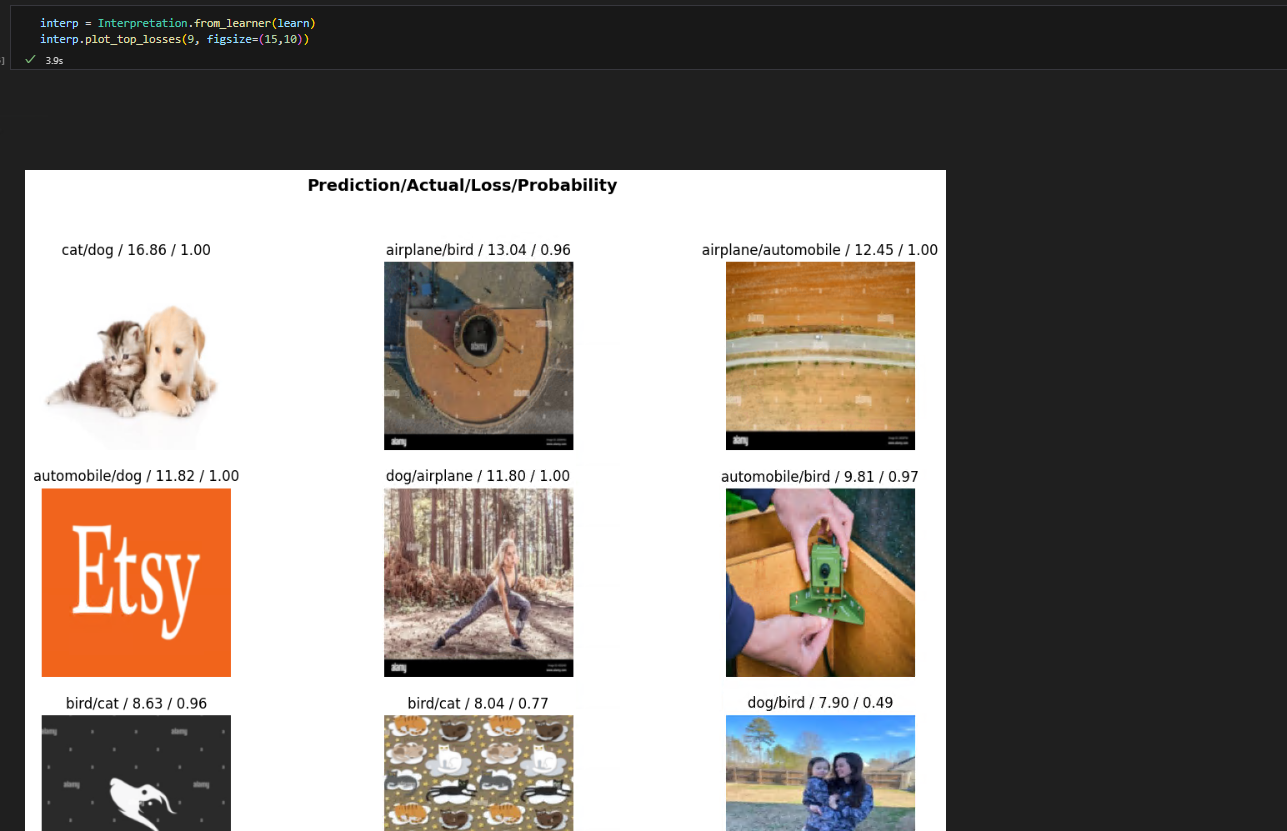 interp = Interpretation.from_learner(learn)
interp.plot_top_losses(9, figsize=(15,10))
3.9s
Prediction/Actual/Loss/Probability
cat/dog / 16.86 / 1.00
airplane/bird / 13.04 / 0.96
airplane/automobile / 12.45 / 1.00
alamy
alamy
automobile/dog / 11.82 / 1.00
dog/airplane / 11.80 / 1.00
automobile/bird / 9.81 / 0.97
Etsy
alamy
bird/cat / 8.63 / 0.96
bird/cat / 8.04 / 0.77
dog/bird / 7.90 / 0.49